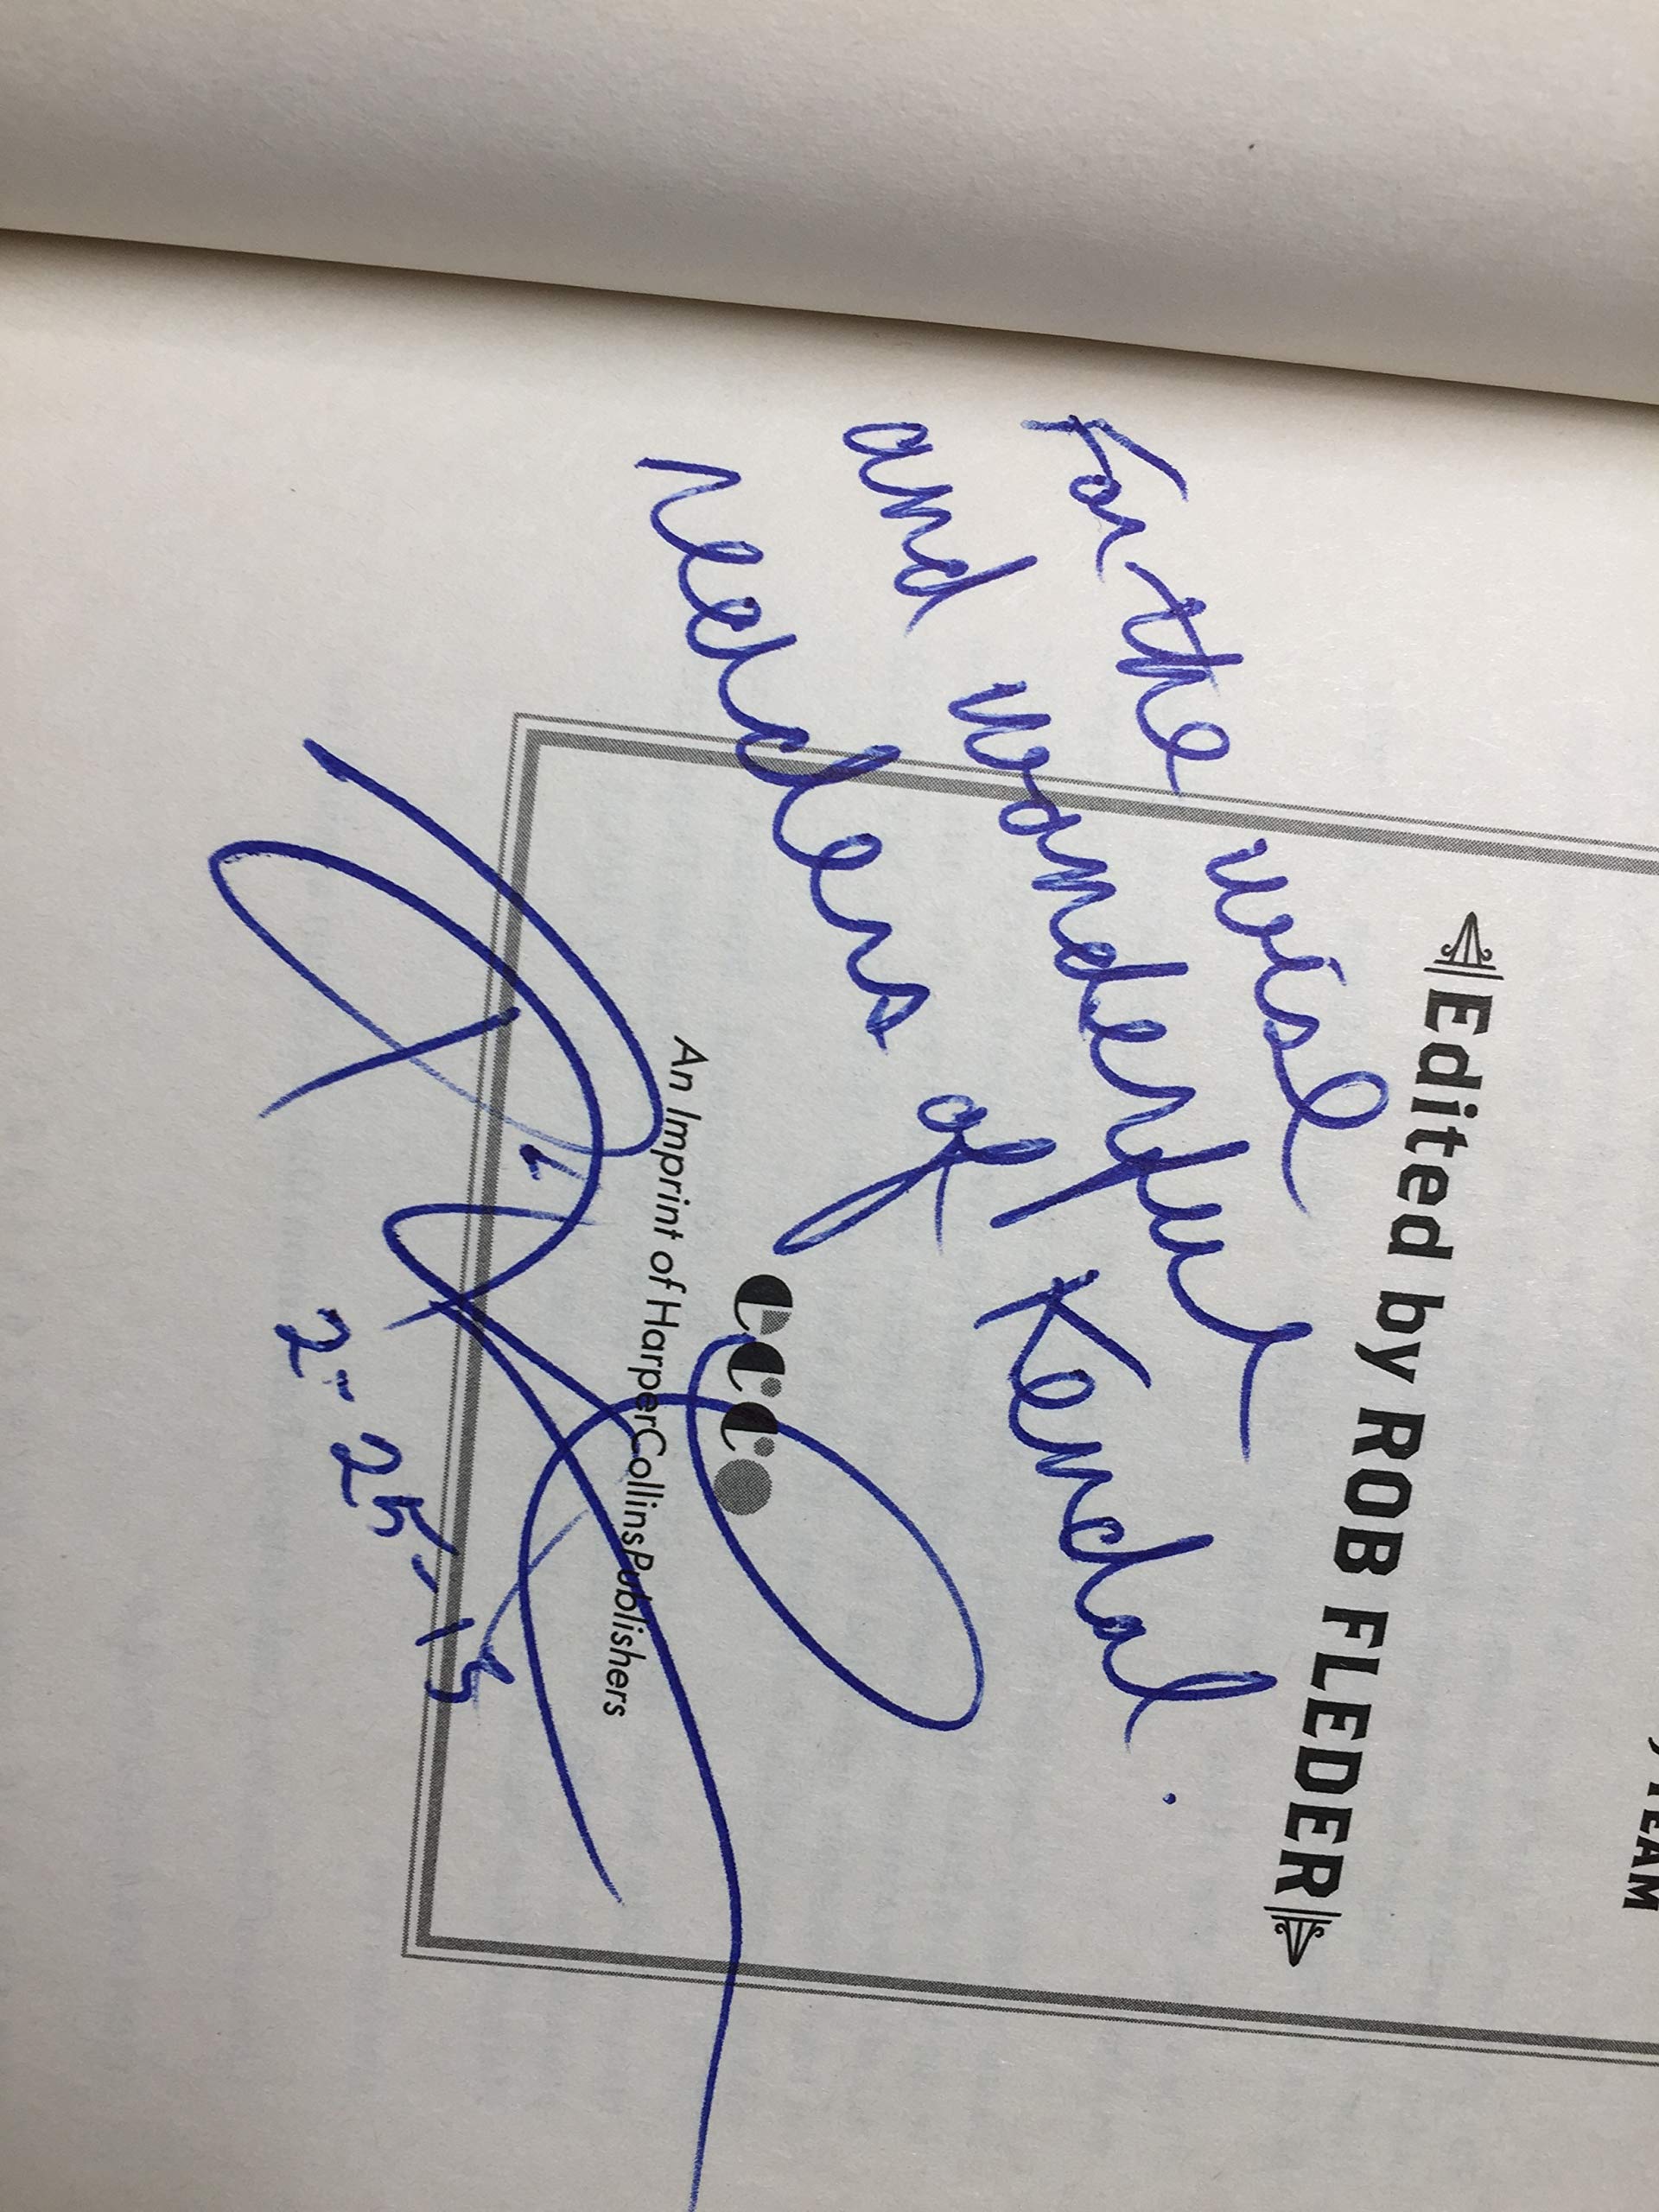 TEAM
Edited by ROB FLEDER
For the wise
and wonderful
readers of Kendal.
ecco
An Imprint of HarperCollinsPublishers
2-25-15